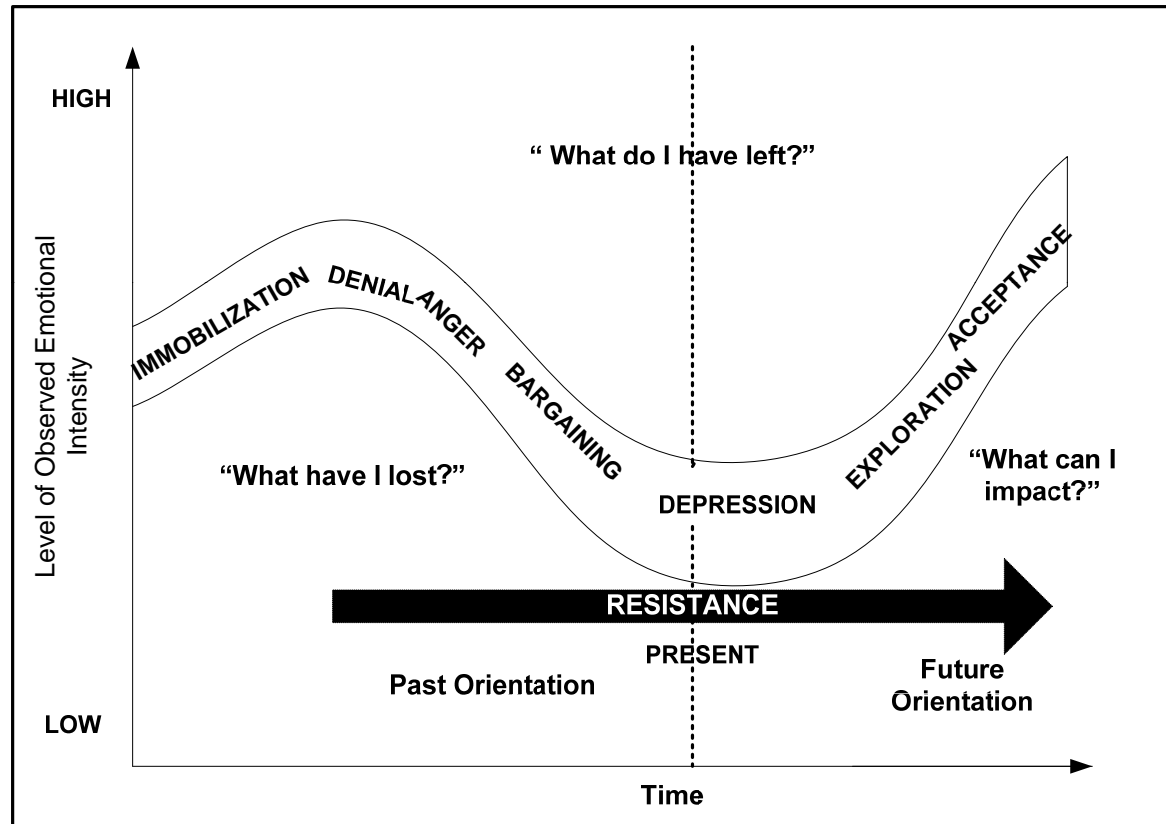 HIGH
“ What do I have left?”
Level of Observed Emotional
Intensity
IMMOBILIZATION
DENIAL
ANGER
BARGAINING
DEPRESSION
EXPLORATION
ACCEPTANCE
“What have I lost?”
“What can I
impact?”
RESISTANCE
PRESENT
Past Orientation
Future
Orientation
LOW
Time